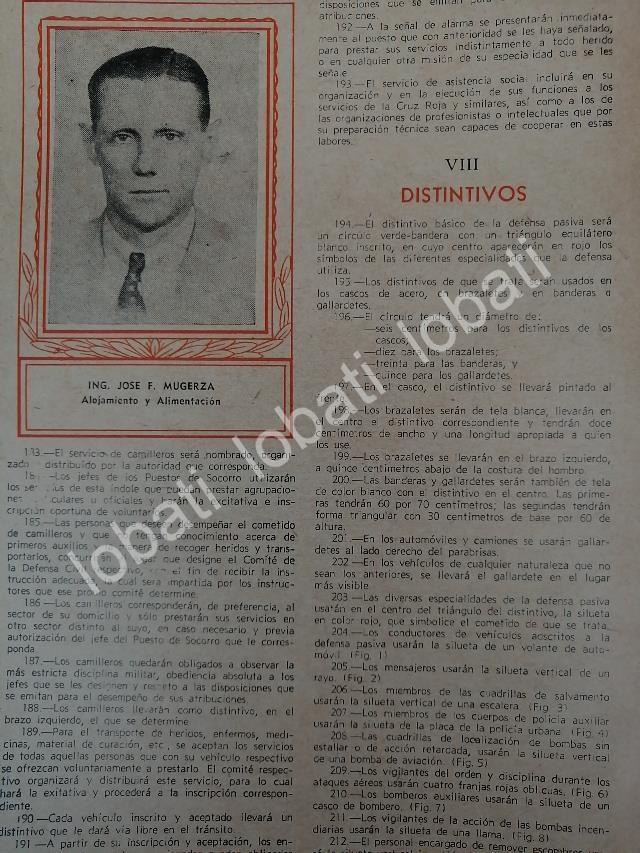 ING. JOSE F. MUGERZA
Alojamiento y Alimentación
El servicio de camilleros será nombrado, organi-
distribuido por la autoridad que corresponda.
Los jefes de los Puestos Socorro utilizarán
los de esta índole que puedan prestar agrupacio-
nes oficiales y harán la excitativa e ins-
cripción oportuna de voluntarios
185.—Las personas desempeñar el cometido
de camilleros y que conocimiento acerca de
primeros auxilios de recoger heridos y trans-
portarlos, que designe el Comité de
la Defensa Civil el fin de recibir la ins-
trucción adecuada, cual será impartida por los instruc-
tores que ese propio comité determine.
186.—Los camilleros corresponderán, de preferencia, al
sector de su domicilio y sólo prestarán sus servicios en
otro sector distinto al suyo, en caso necesario y previa
autorización del jefe del Puesto de Socorro que le corres-
ponda.
187.—Los camilleros quedarán obligados a observar la
más estricta disciplina militar, obediencia absoluta a los
jefes que se les designen y respeto a las disposiciones que
se emitan para el desempeño de sus atribuciones.
188.—Los camilleros llevarán como distintivo, en el
brazo izquierdo, el que se determine.
189.—Para el transporte de heridos, enfermos, medi-
cinas, material de curación, etc., se aceptan los servicios
de todas aquellas personas que con su vehículo respectivo
se ofrezcan voluntariamente a prestarlo. El comité respec-
tivo organizará y distribuirá este servicio, para lo cual
hará la exitativa y procederá a la inscripción correspon-
diente.
190—Cada vehículo inscrito y aceptado llevará un
distintivo que le dará vía libre en el tránsito.
191—A partir de su inscripción y aceptación, los en-
disposiciones que se emitan
atribuciones.
192.—A la señal de alarma se presentarán inmediata-
mente al puesto que con anterioridad se les haya señalado,
para prestar sus servicios indistintamente a todo herido
o en cualquier otra misión de su especialidad que se les
señale
193.—El servicio de asistencia social incluirá en su
organización y en la ejecución de sus funciones a los
servicios de la Cruz Roja y similares, así como a los de
las organizaciones de profesionistas o intelectuales que por
su preparación técnica sean capaces de cooperar en estas
labores.
VIII
DISTINTIVOS
194.—El distintivo básico de la defensa pasiva será
un círculo verde-bandera con un triángulo equilátero
blanco inscrito, en cuyo centro aparecerán en rojo los
símbolos de las diferentes especialidades que la defensa
utiliza.
195.—Los distintivos de que se trata serán usados en
los cascos de acero, en brazaletes, en banderas o
gallardetes.
196.—El círculo tendrá un diámetro de:
—seis centímetros para los distintivos de los
cascos;
—diez para los brazaletes;
—treinta para las banderas, y
—quince para los gallardetes.
197.—En el casco, el distintivo se llevará pintado al
frente.
198.—Los brazaletes serán de tela blanca, llevarán en
el centro el distintivo correspondiente y tendrán doce
centímetros de ancho y una longitud apropiada a quien
los use.
199.—Los brazaletes se llevarán en el brazo izquierdo,
a quince centímetros abajo de la costura del hombro.
200.—Las banderas y gallardetes serán también de tela
de color blanco con el distintivo en el centro. Las prime-
ras tendrán 60 por 70 centímetros; las segundas tendrán
forma triangular con 30 centímetros de base por 60 de
altura.
201.—En los automóviles y camiones se usarán gallar-
detes al lado derecho del parabrisas.
202.—En los vehículos de cualquier naturaleza que no
sean los anteriores, se llevará el gallardete en el lugar
más visible.
203.—Las diversas especialidades de la defensa pasiva
usarán en el centro del triángulo del distintivo, la silueta
en color rojo, que simbolice el cometido de que se trata.
204.—Los conductores de vehículos adscritos a la
defensa pasiva usarán la silueta de un volante de auto-
móvil. (Fig. 1)
205.—Los mensajeros usarán la silueta vertical de un
rayo. (Fig. 2)
206.—Los miembros de las cuadrillas de salvamento
usarán la silueta vertical de una escalera. (Fig. 3)
207.—Los miembros de los cuerpos de policía auxiliar
usarán la silueta de la placa de la policía urbana. (Fig. 4)
208.—Las cuadrillas de localización de bombas sin
estallar o de acción retardada, usarán la silueta vertical
de una bomba de aviación. (Fig. 5)
209.—Los vigilantes del orden y disciplina durante los
ataques aéreos usarán cuatro franjas rojas oblicuas. (Fig. 6)
210.—Los bomberos auxiliares usarán la silueta de un
casco de bombero. (Fig. 7)
211.—Los vigilantes de la acción de las bombas incen-
diarias usarán la silueta de una llama. (Fig. 8)
212.—El personal encargado de remover escombros
lobati lobati lobati lobati